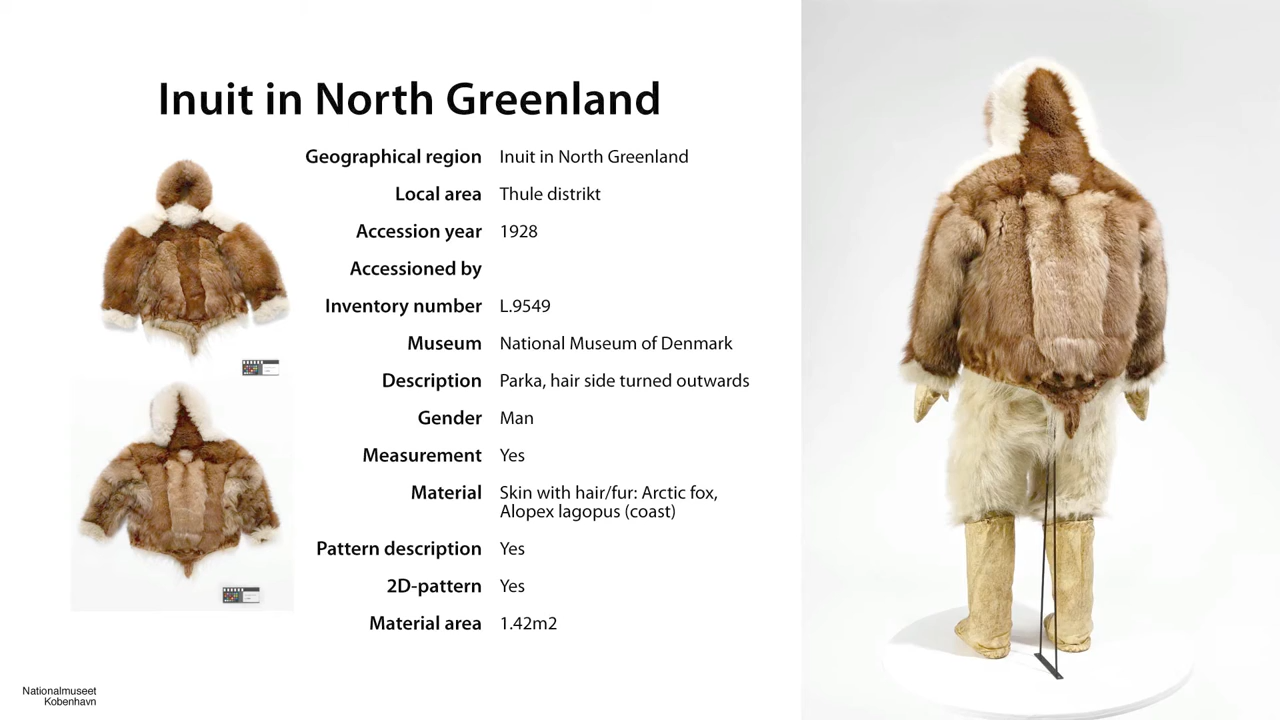 Inuit in North Greenland
Geographical region Inuit in North Greenland
Local area Thule distrikt
Accession year 1928
Accessioned by
Inventory number L.9549
Museum National Museum of Denmark
Description Parka, hair side turned outwards
Gender Man
Measurement Yes
Material Skin with hair/fur: Arctic fox,
Alopex lagopus (coast)
Pattern description Yes
2D-pattern Yes
Material area 1.42m2
Nationalmuseet
Kobenhavn